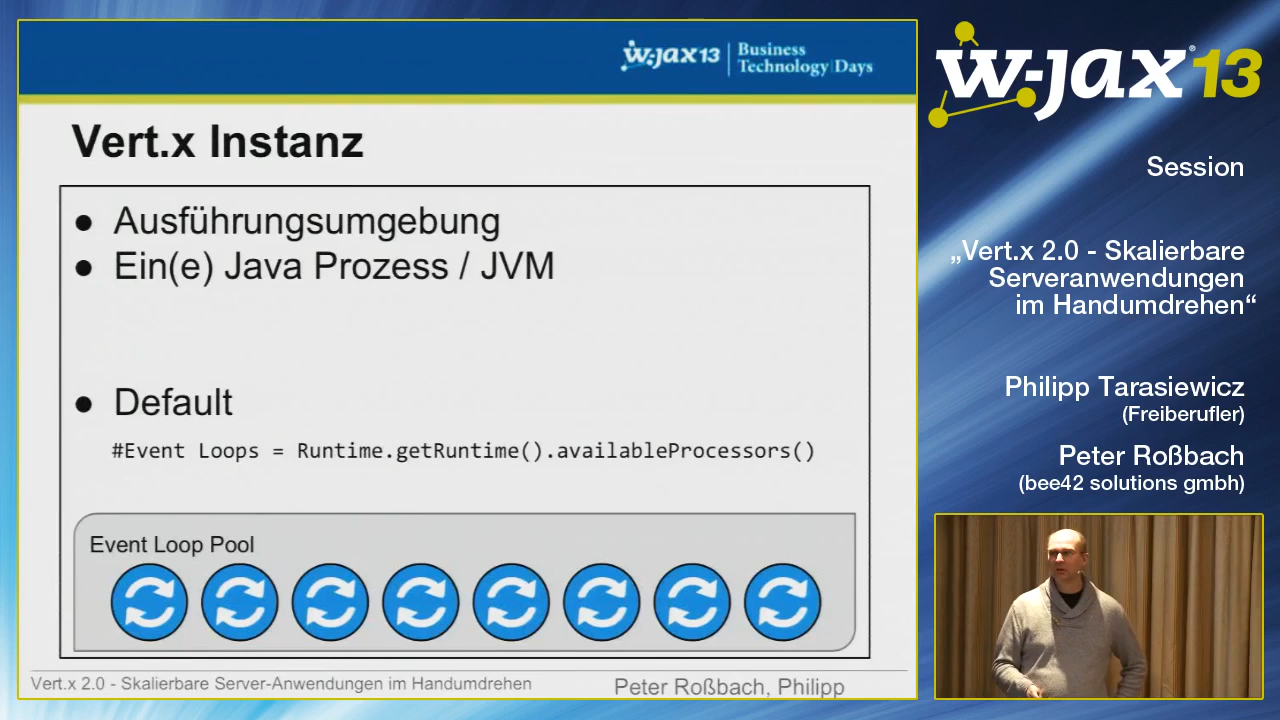 w-jax13 | Business
Technology Days
Vert.x Instanz
● Ausführungsumgebung
● Ein(e) Java Prozess / JVM
● Default
#Event Loops = Runtime.getRuntime().availableProcessors()
Event Loop Pool
Vert.x 2.0 - Skalierbare Server-Anwendungen im Handumdrehen
Peter Roßbach, Philipp
w-jax®13
Session
„Vert.x 2.0 - Skalierbare
Serveranwendungen
im Handumdrehen“
Philipp Tarasiewicz
(Freiberufler)
Peter Roßbach
(bee42 solutions gmbh)